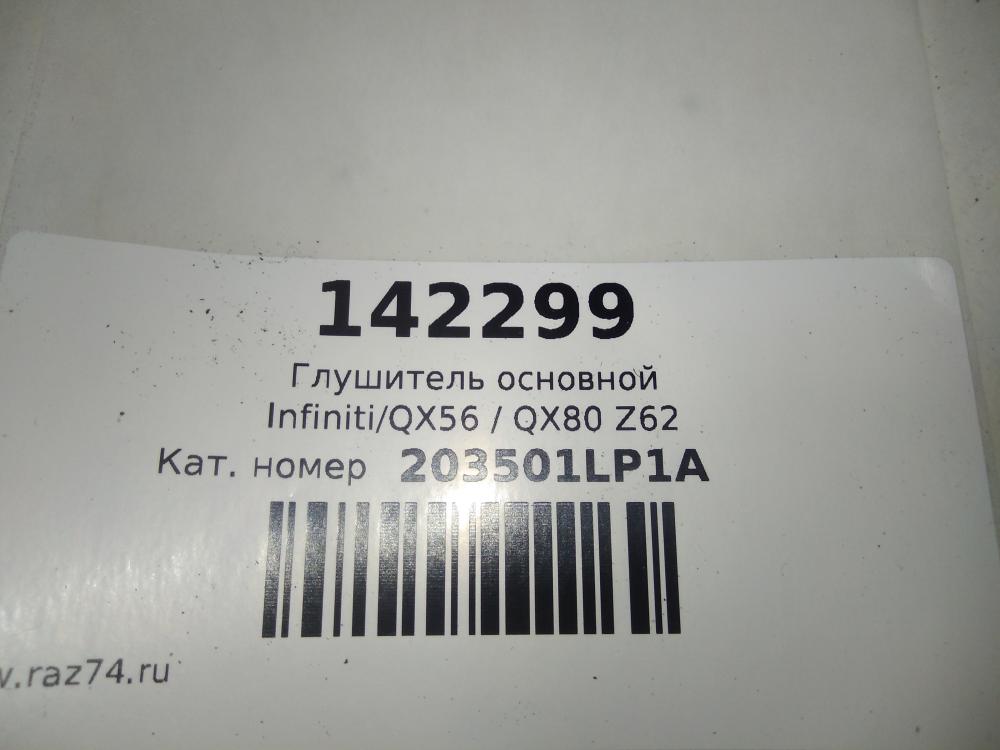 142299
Глушитель основной
Infiniti/QX56 / QX80 Z62
Кат. номер 203501LP1A
w.raz74.ru